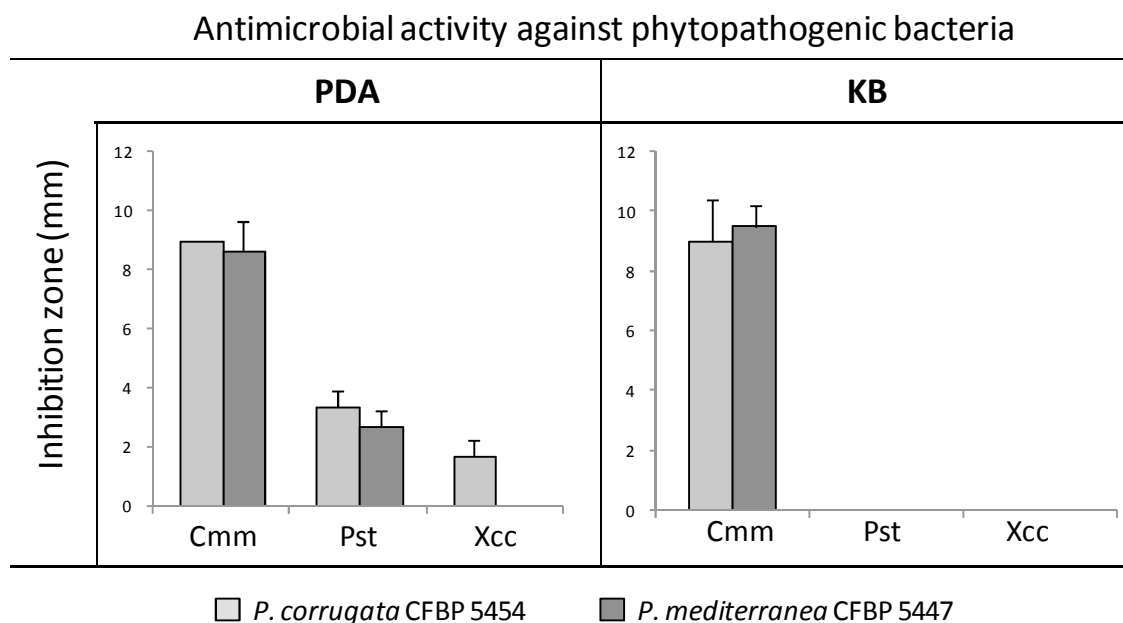 Antimicrobial activity against phytopathogenic bacteria
PDA
KB
Inhibition zone (mm)
12
10
8
6
4
2
0
Cmm Pst Xcc
12
10
8
6
4
2
0
Cmm Pst Xcc
P. corrugata CFBP 5454 P. mediterranea CFBP 5447